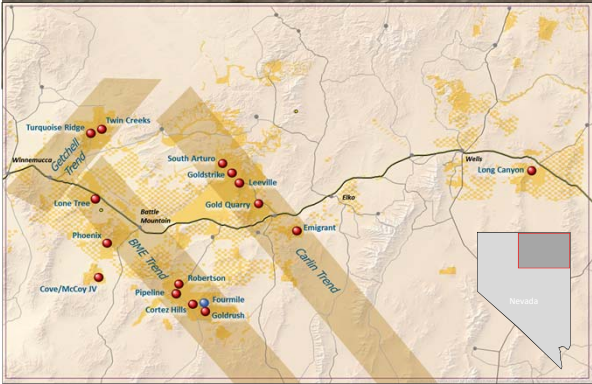 Twin Creeks
Turquoise Ridge
Getchell
Trend
Winnemucca
South Arturo
Goldstrike
Leeville
Wells
Long Canyon
Lone Tree
Gold Quarry
Elko
Battle
Mountain
Emigrant
Phoenix
BME Trend
Carlin Trend
Cove/McCoy JV
Robertson
Pipeline
Fourmile
Cortez Hills
Goldrush
Nevada